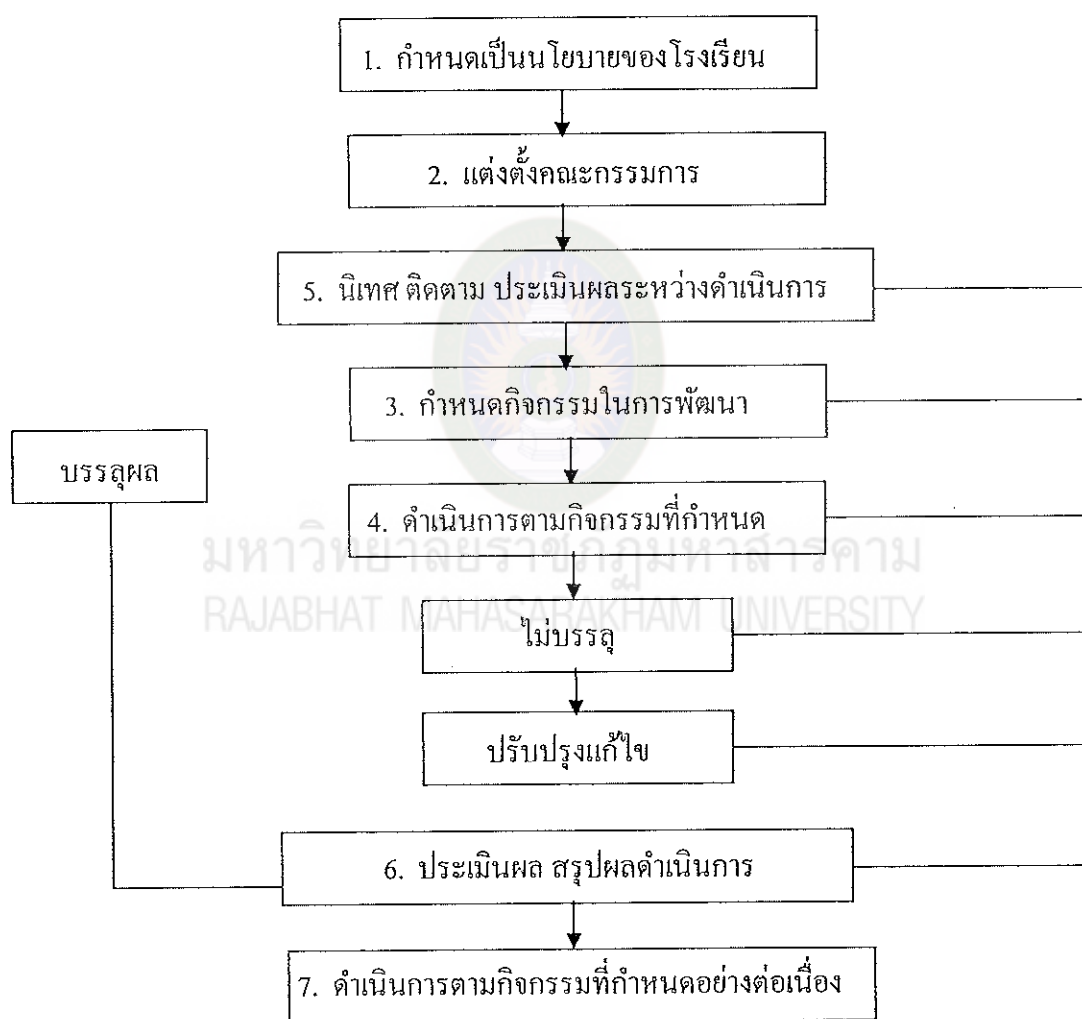 1. กำหนดเป็นนโยบายของโรงเรียน
2. แต่งตั้งคณะกรรมการ
5. นิเทศ ติดตาม ประเมินผลระหว่างดำเนินการ
3. กำหนดกิจกรรมในการพัฒนา
บรรลุผล
4. ดำเนินการตามกิจกรรมที่กำหนด
มหาวิทยาลัยราชภัฏมหาสารคาม
RAJABHAT MAHASARAKHAM UNIVERSITY
ไม่บรรลุ
ปรับปรุงแก้ไข
6. ประเมินผล สรุปผลดำเนินการ
7. ดำเนินการตามกิจกรรมที่กำหนดอย่างต่อเนื่อง